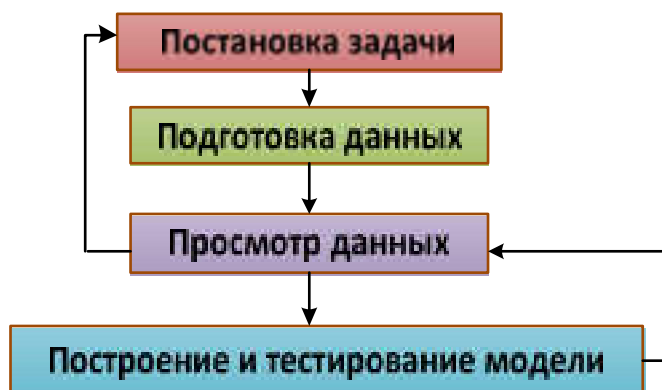 Постановка задачи
Подготовка данных
Просмотр данных
Построение и тестирование модели